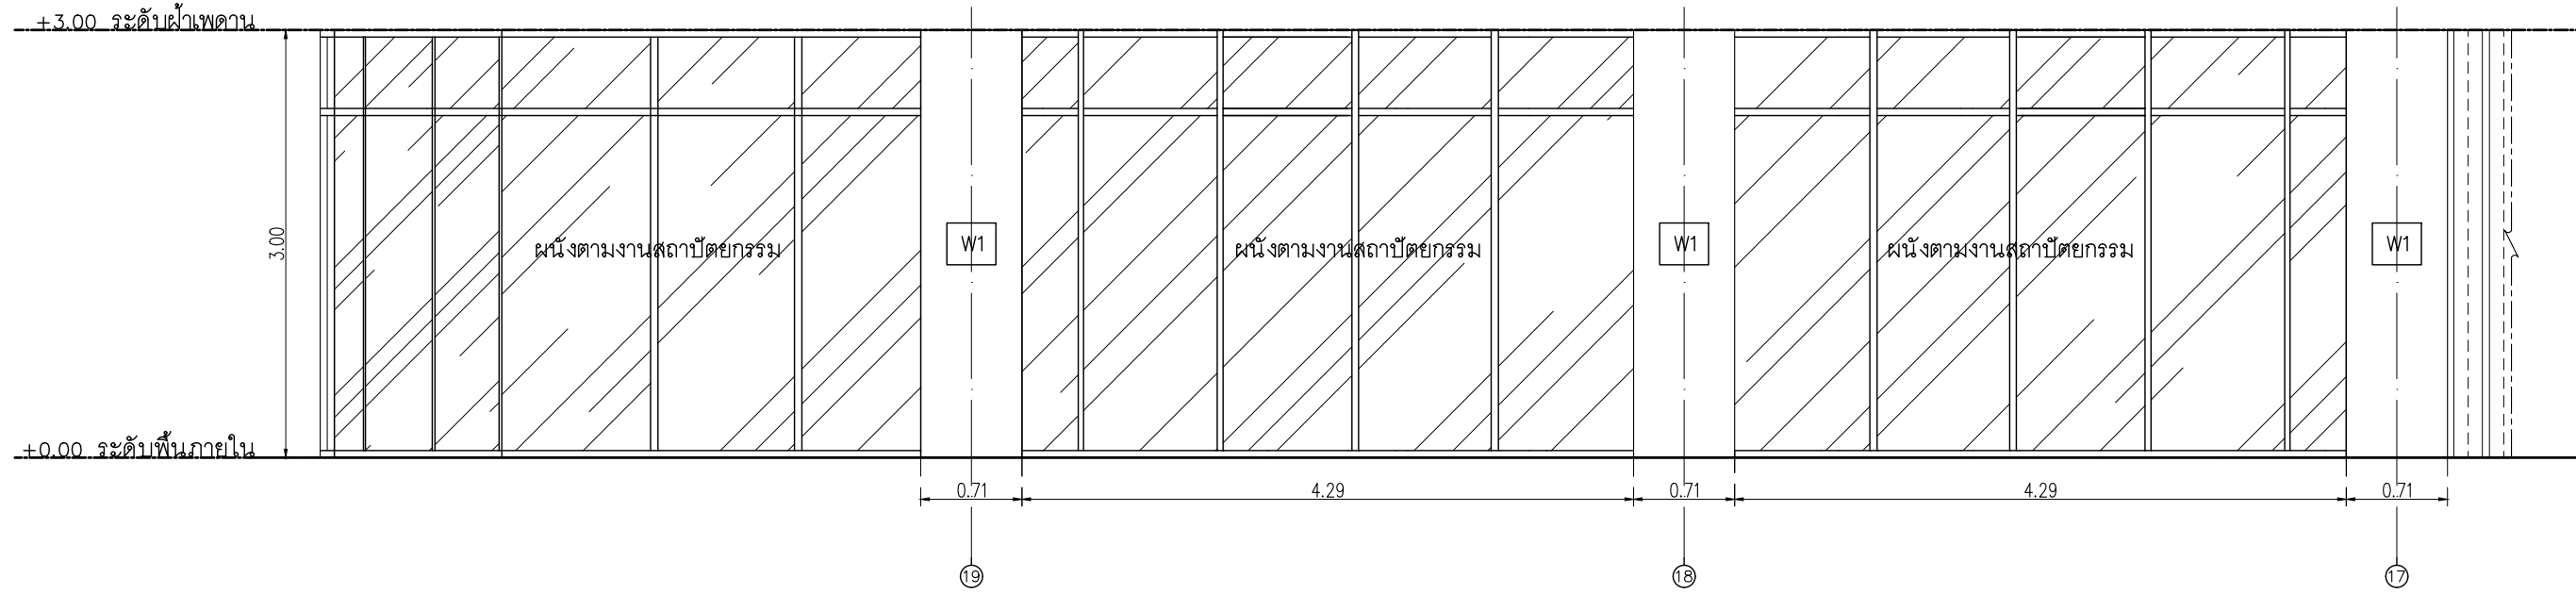 +3.00 ระดับฝ้าเพดาน
3.00
ผนังตามงานสถาปัตยกรรม
W1
ผนังตามงานสถาปัตยกรรม
W1
ผนังตามงานสถาปัตยกรรม
W1
+0.00 ระดับพื้นภายใน
0.71
4.29
0.71
4.29
0.71
19
18
17